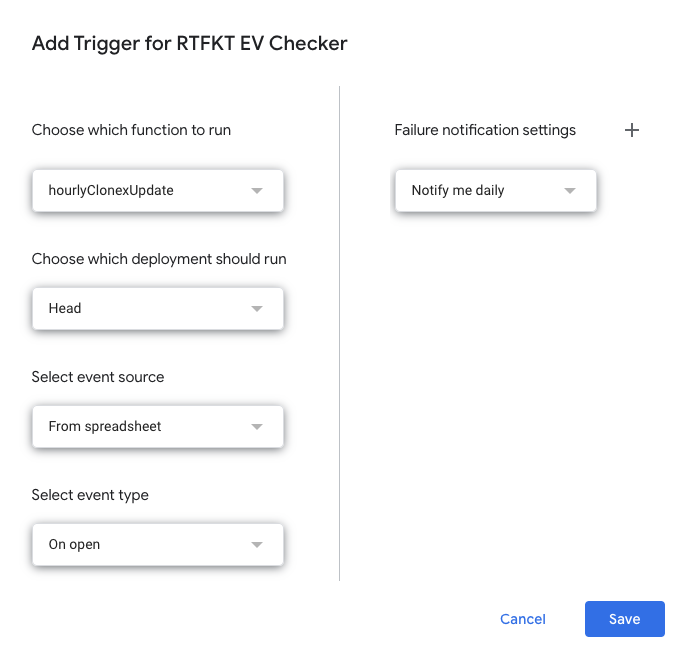 Add Trigger for RTFKT EV Checker
Choose which function to run
hourlyClonexUpdate
Choose which deployment should run
Head
Select event source
From spreadsheet
Select event type
On open
Failure notification settings
Notify me daily
Cancel
Save